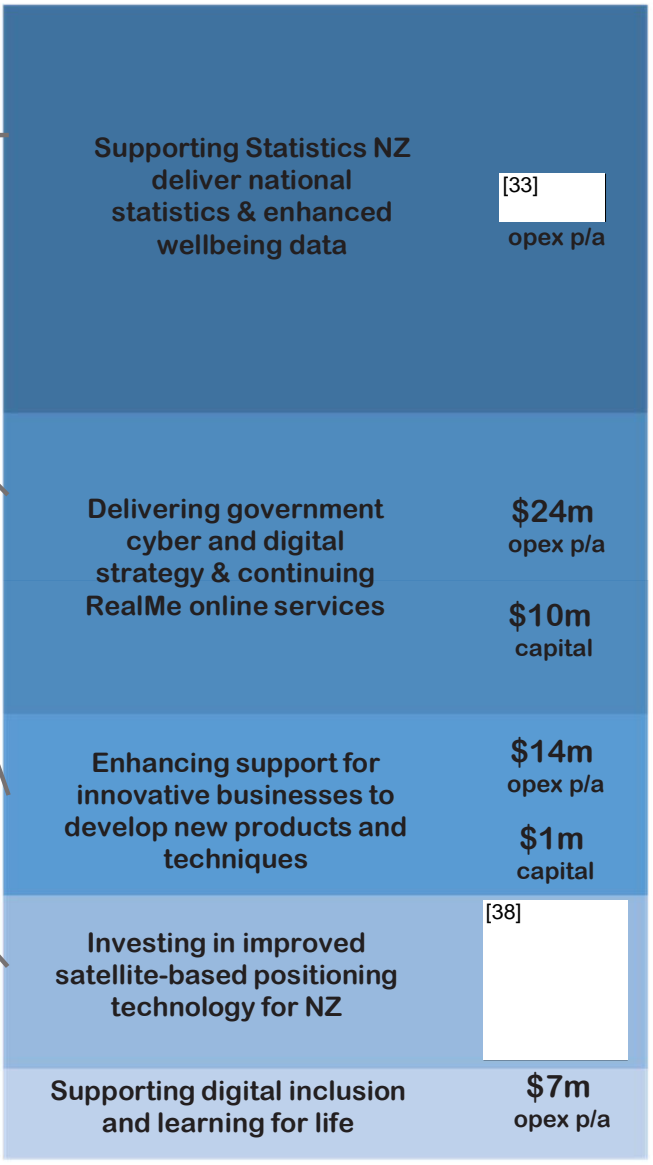 Supporting Statistics NZ
deliver national
statistics & enhanced
wellbeing data
[33]
opex p/a
Delivering government
cyber and digital
strategy & continuing
RealMe online services
$24m
opex p/a
$10m
capital
Enhancing support for
innovative businesses to
develop new products and
techniques
$14m
opex p/a
$1m
capital
Investing in improved
satellite-based positioning
technology for NZ
[38]
Supporting digital inclusion
and learning for life
$7m
opex p/a